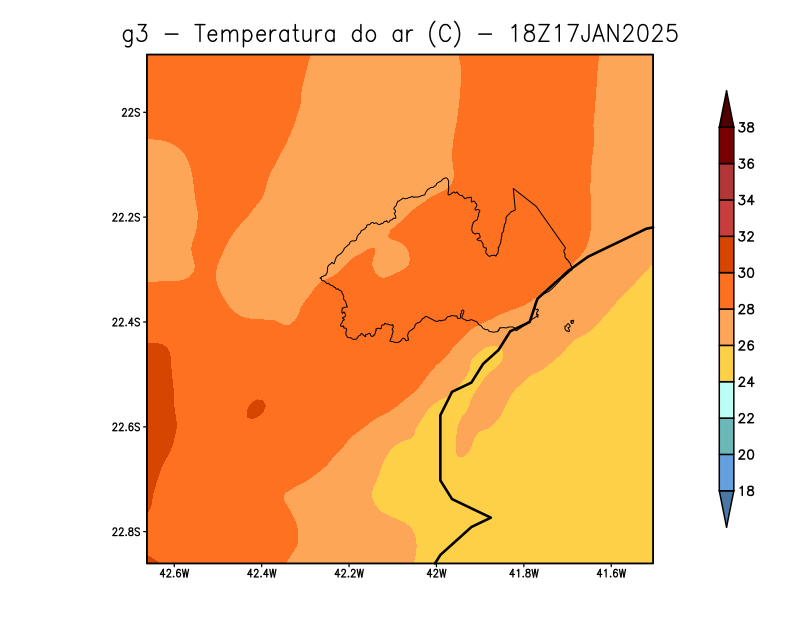 g3 − Temperatura do ar (C) − 18Z17JAN2025
22S
22.2S
22.4S
22.6S
22.8S
42.6W
42.4W
42.2W
42W
41.8W
41.6W
38
36
34
32
30
28
26
24
22
20
18